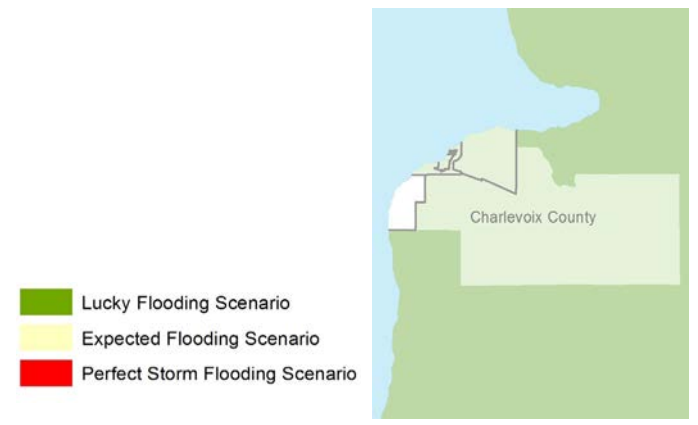 Charlevoix County
Lucky Flooding Scenario
Expected Flooding Scenario
Perfect Storm Flooding Scenario